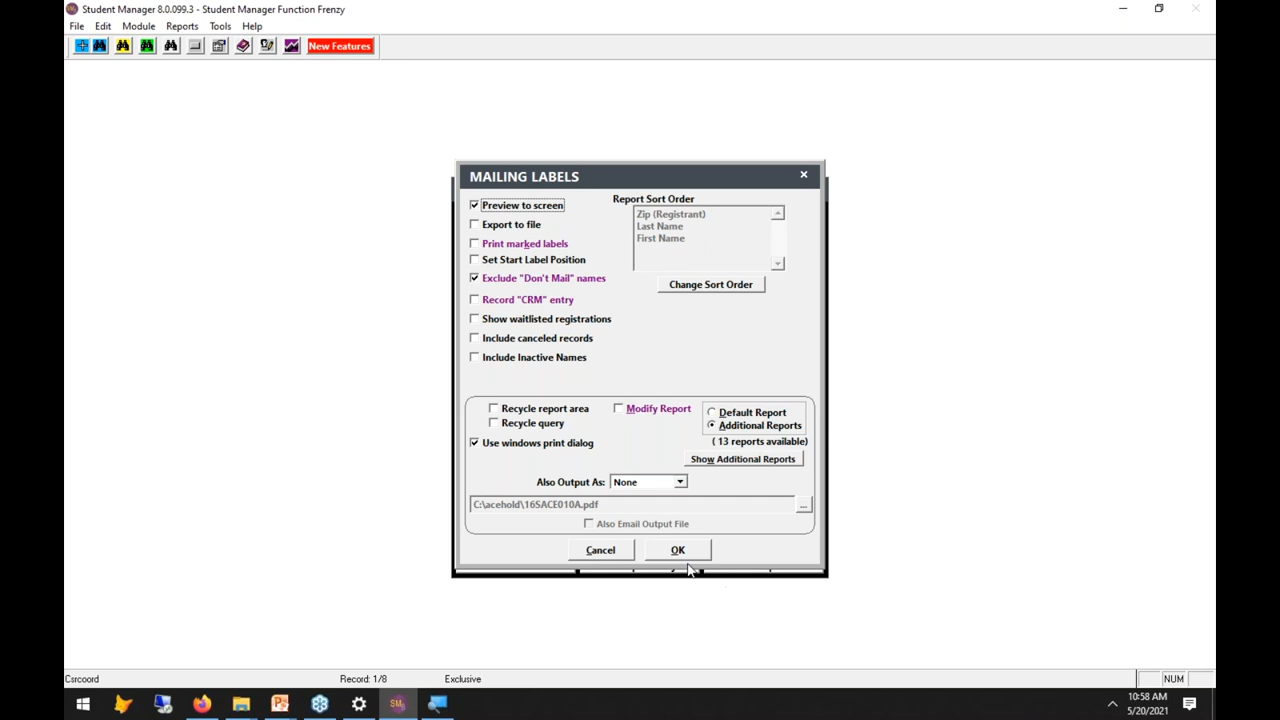 Student Manager 8.0.099.3 - Student Manager Function Frenzy
File Edit Module Reports Tools Help
New Features
MAILING LABELS
Preview to screen
Export to file
Print marked labels
Set Start Label Position
Exclude "Don't Mail" names
Record "CRM" entry
Show waitlisted registrations
Include canceled records
Include Inactive Names
Report Sort Order
Zip (Registrant)
Last Name
First Name
Change Sort Order
Recycle report area
Recycle query
Use windows print dialog
Modify Report
Default Report
Additional Reports
( 13 reports available)
Show Additional Reports
Also Output As: None
C:\acehold\16SACE010A.pdf
...
Also Email Output File
Cancel OK
Csrcoord Record: 1/8 Exclusive NUM
SM
10:58 AM
5/20/2021